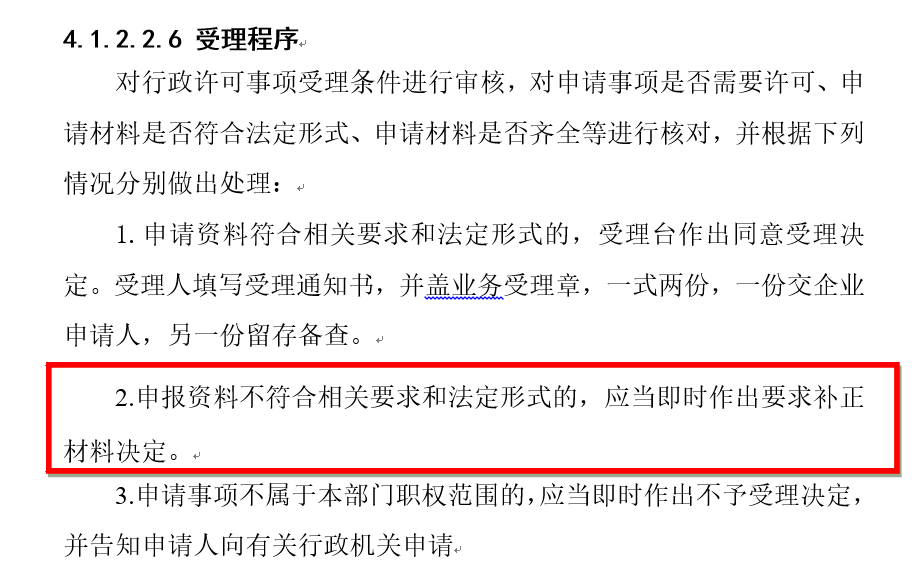 4.1.2.2.6 受理程序
对行政许可事项受理条件进行审核，对申请事项是否需要许可、申
请材料是否符合法定形式、申请材料是否齐全等进行核对，并根据下列
情况分别做出处理：
1. 申请资料符合相关要求和法定形式的，受理台作出同意受理决
定。受理人填写受理通知书，并盖业务受理章，一式两份，一份交企业
申请人，另一份留存备查。
2.申报资料不符合相关要求和法定形式的，应当即时作出要求补正
材料决定。
3.申请事项不属于本部门职权范围的，应当即时作出不予受理决定，
并告知申请人向有关行政机关申请